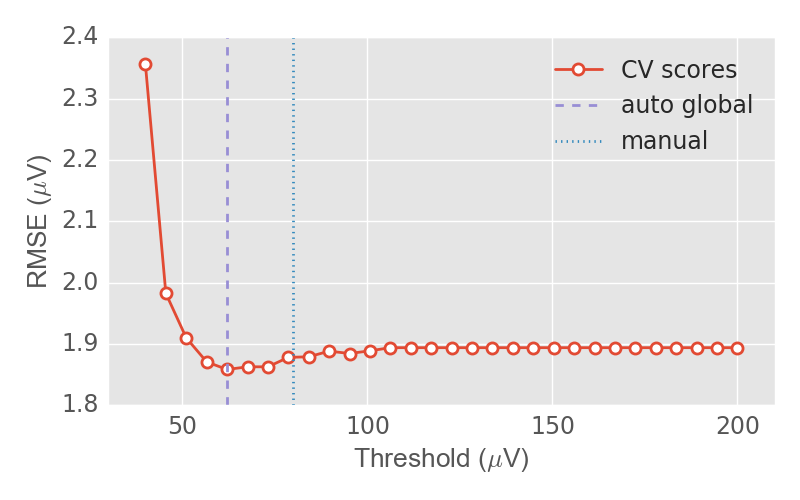 2.4
2.3
2.2
2.1
2.0
1.9
1.8
RMSE (μV)
CV scores
auto global
manual
50 100 150 200
Threshold (μV)